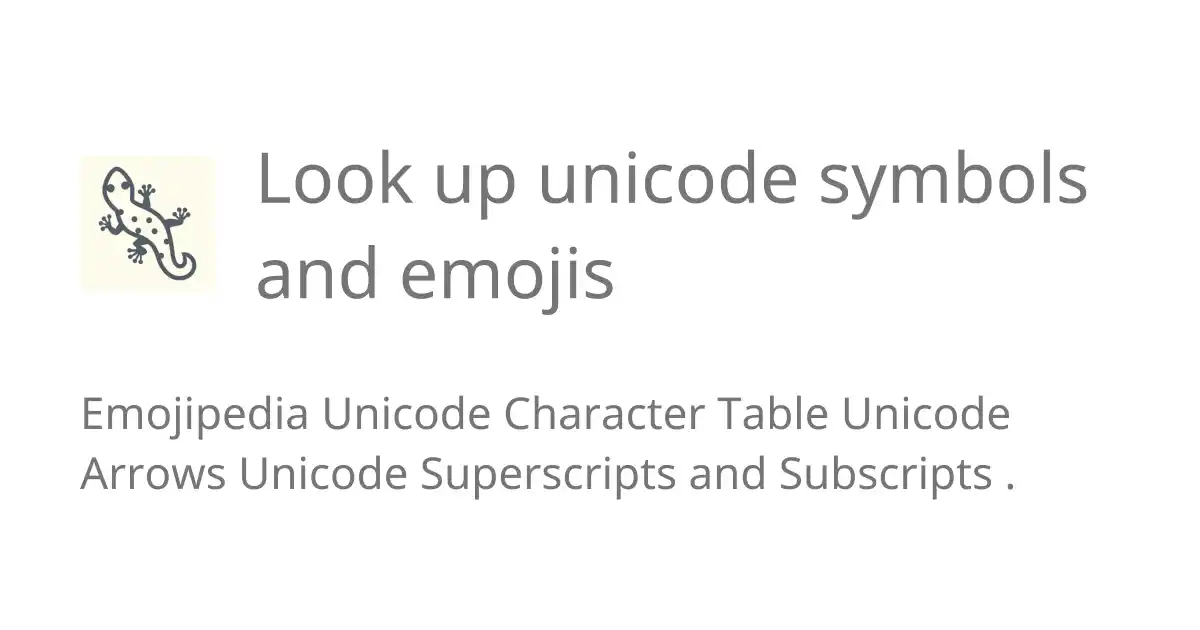 Look up unicode symbols
and emojis
Emojipedia Unicode Character Table Unicode
Arrows Unicode Superscripts and Subscripts .